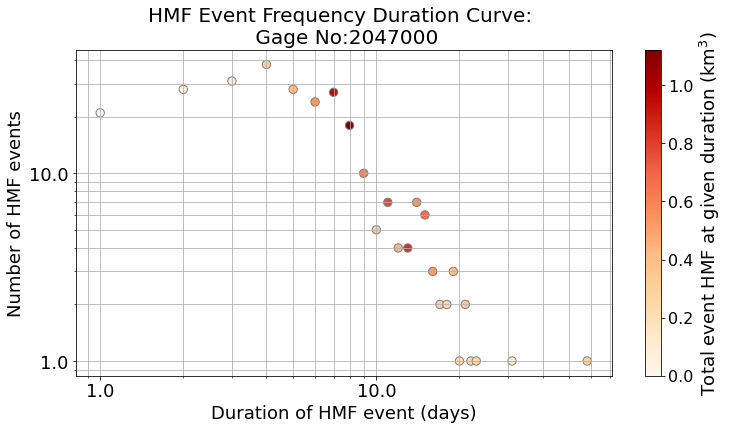 HMF Event Frequency Duration Curve:
Gage No:2047000
Number of HMF events
10.0
1.0
1.0
10.0
Duration of HMF event (days)
1.0
0.8
0.6
0.4
0.2
0.0
Total event HMF at given duration (km³)